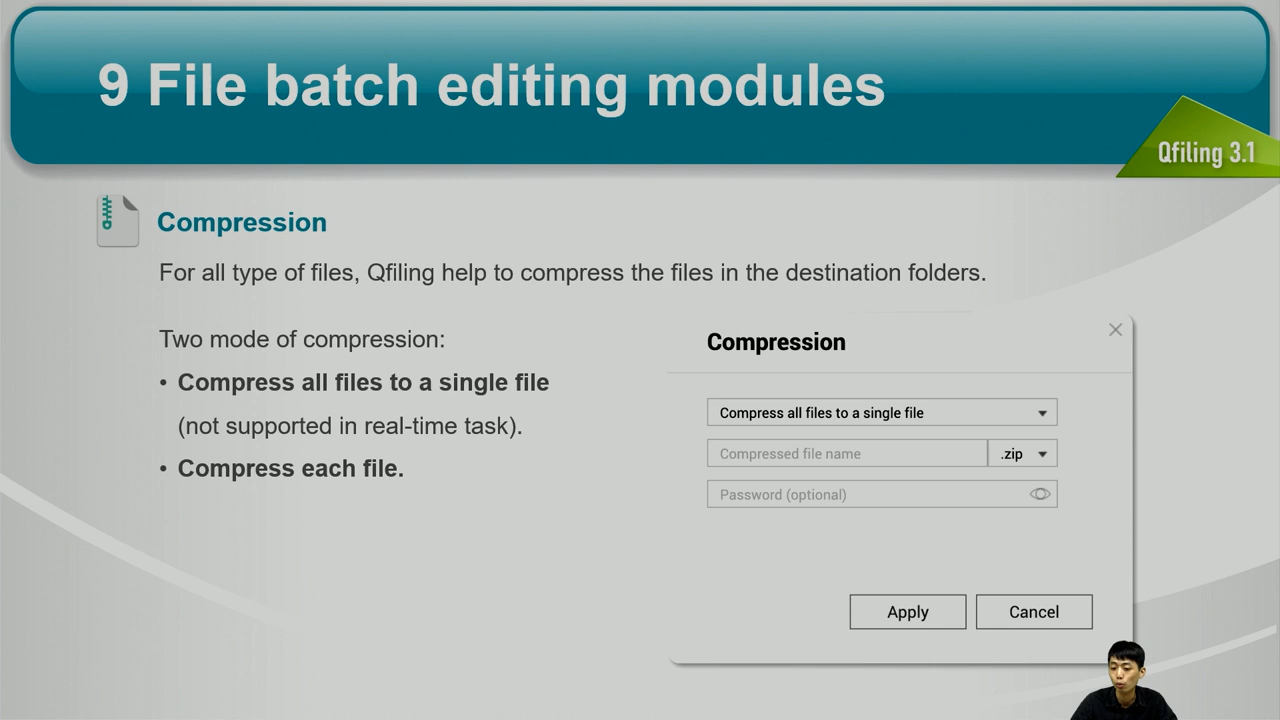 9 File batch editing modules
Qfiling 3.1
Compression
For all type of files, Qfiling help to compress the files in the destination folders.
Two mode of compression:
• Compress all files to a single file
(not supported in real-time task).
• Compress each file.
Compression
Compress all files to a single file
Compressed file name
.zip
Password (optional)
Apply
Cancel